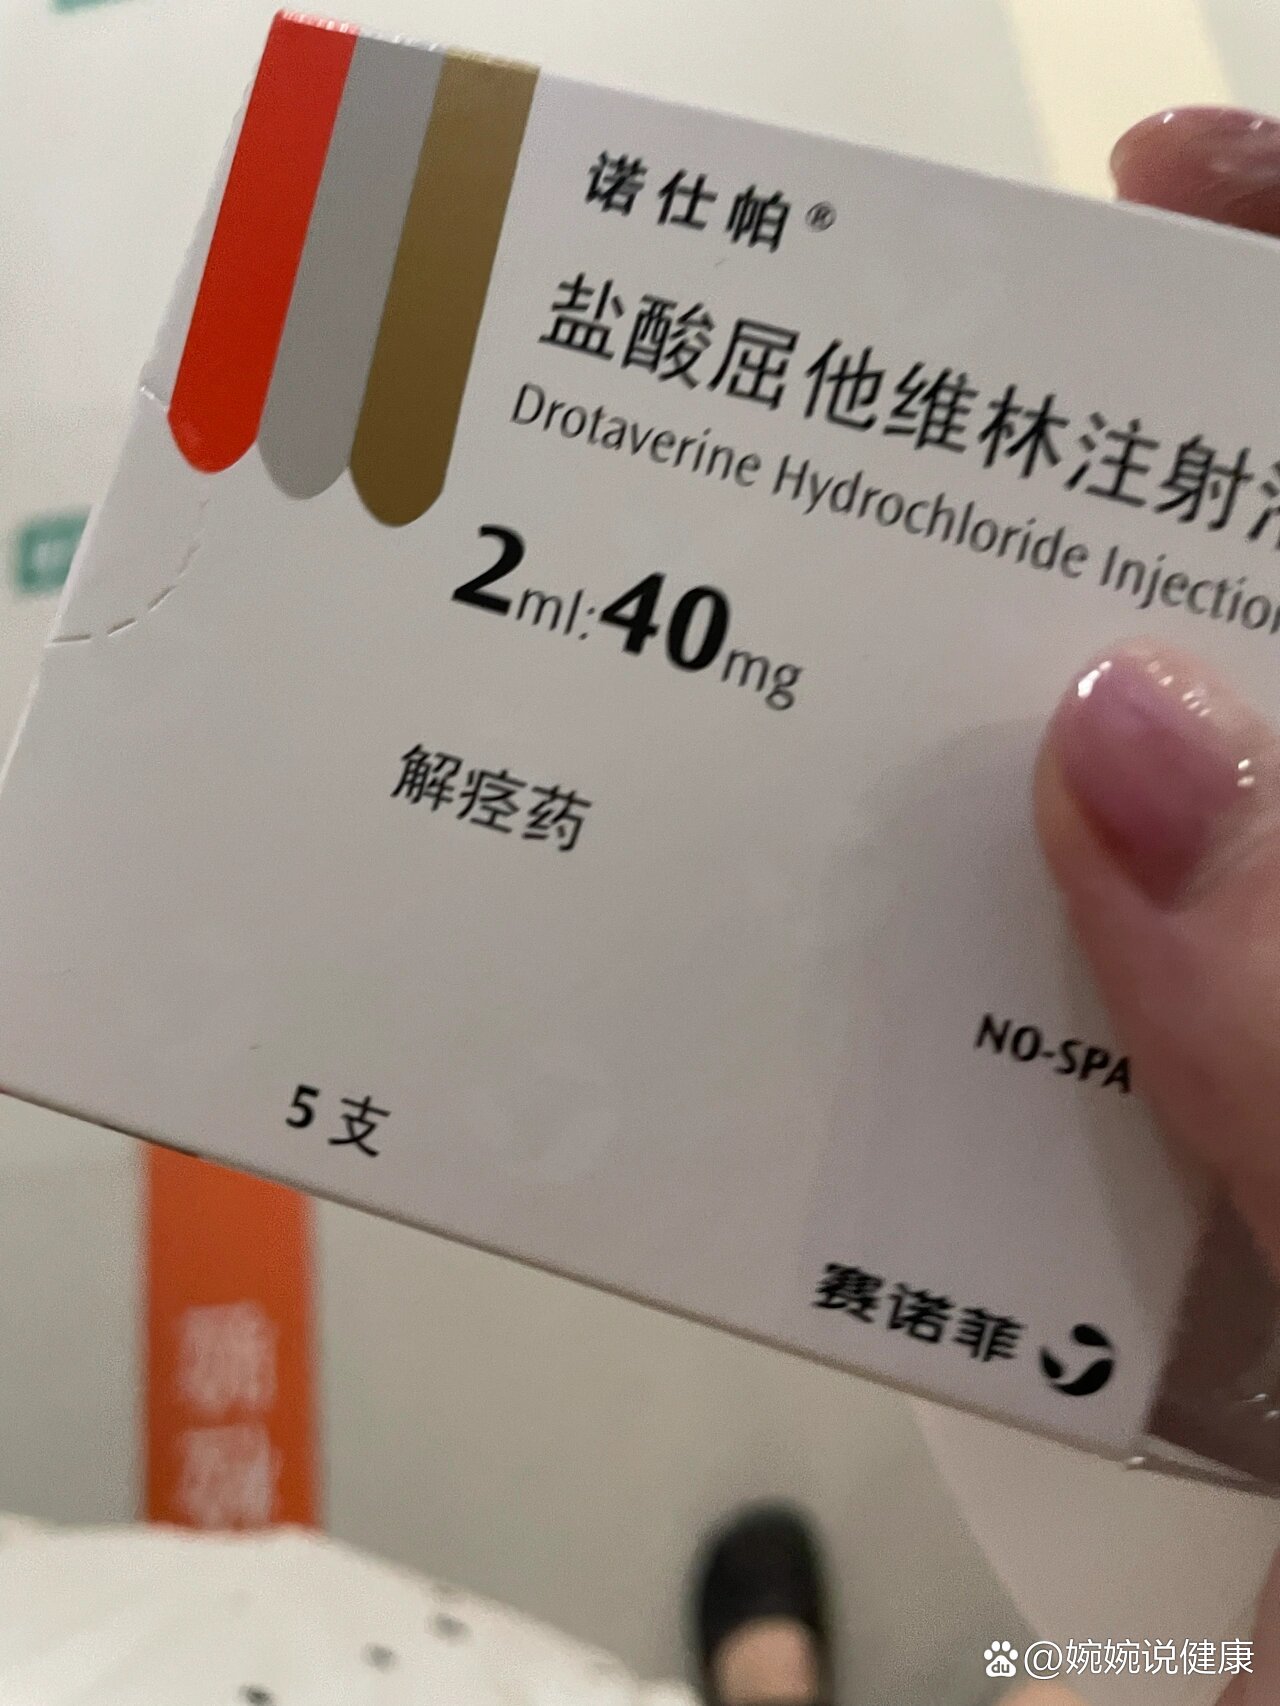 诺仕帕®
盐酸屈他维林注射
Drotaverine Hydrochloride Injection
2ml:40mg
解痉药
NO-SPA
5 支
赛诺菲
du @婉婉说健康